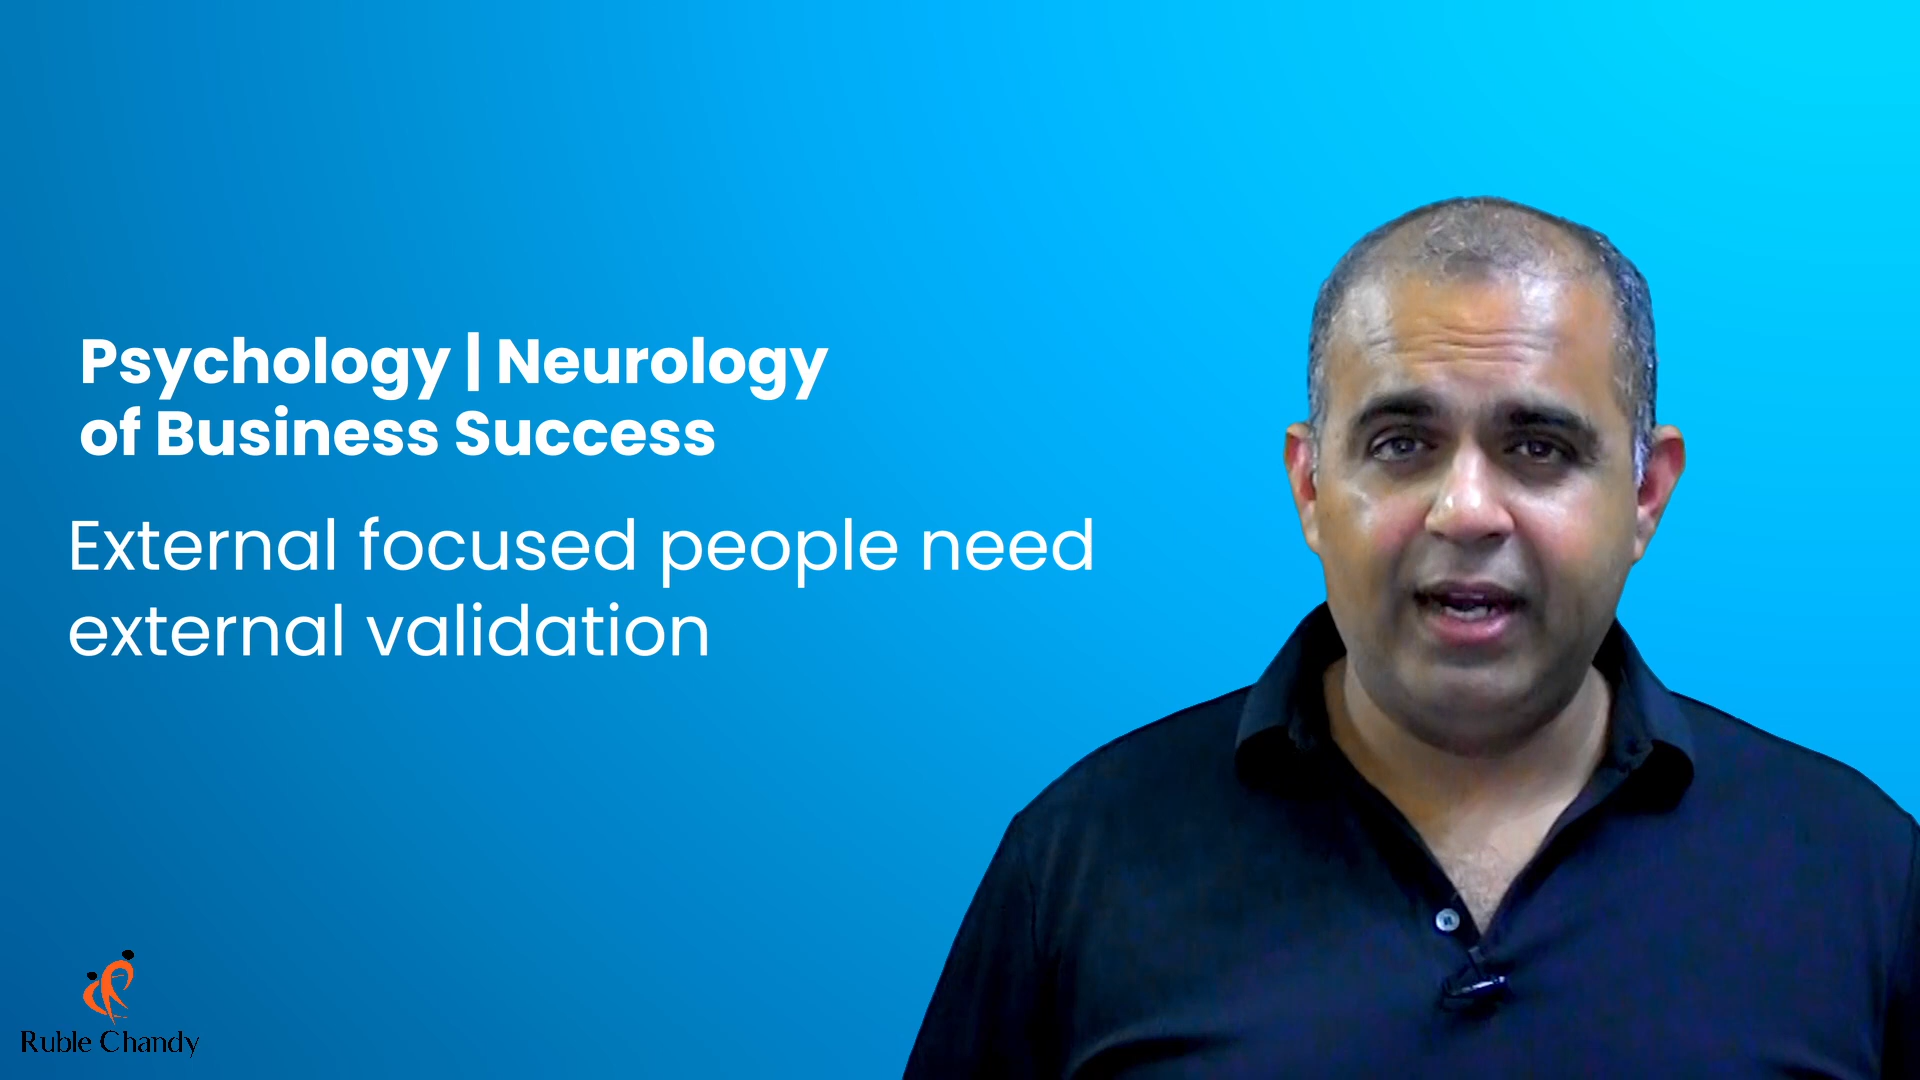 Psychology | Neurology
of Business Success
External focused people need
external validation
Ruble Chandy